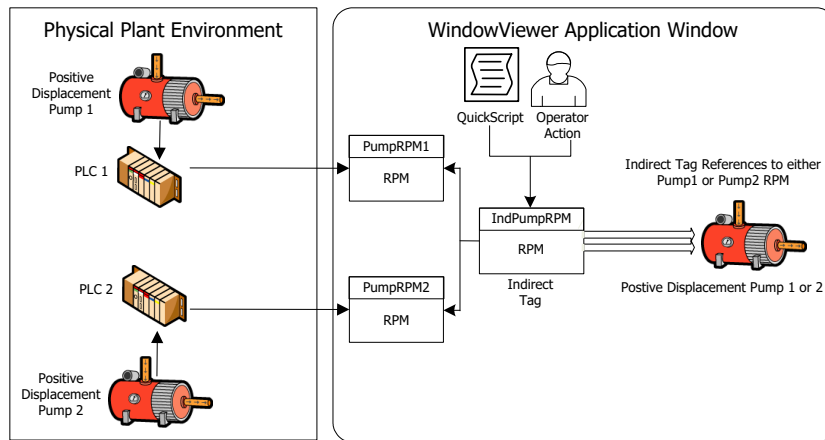 Physical Plant Environment
Positive
Displacement
Pump 1
PLC 1
PLC 2
Positive
Displacement
Pump 2
WindowViewer Application Window
QuickScript
Operator
Action
PumpRPM1
RPM
Indirect Tag References to either
Pump1 or Pump2 RPM
IndPumpRPM
RPM
Indirect
Tag
Postive Displacement Pump 1 or 2
PumpRPM2
RPM